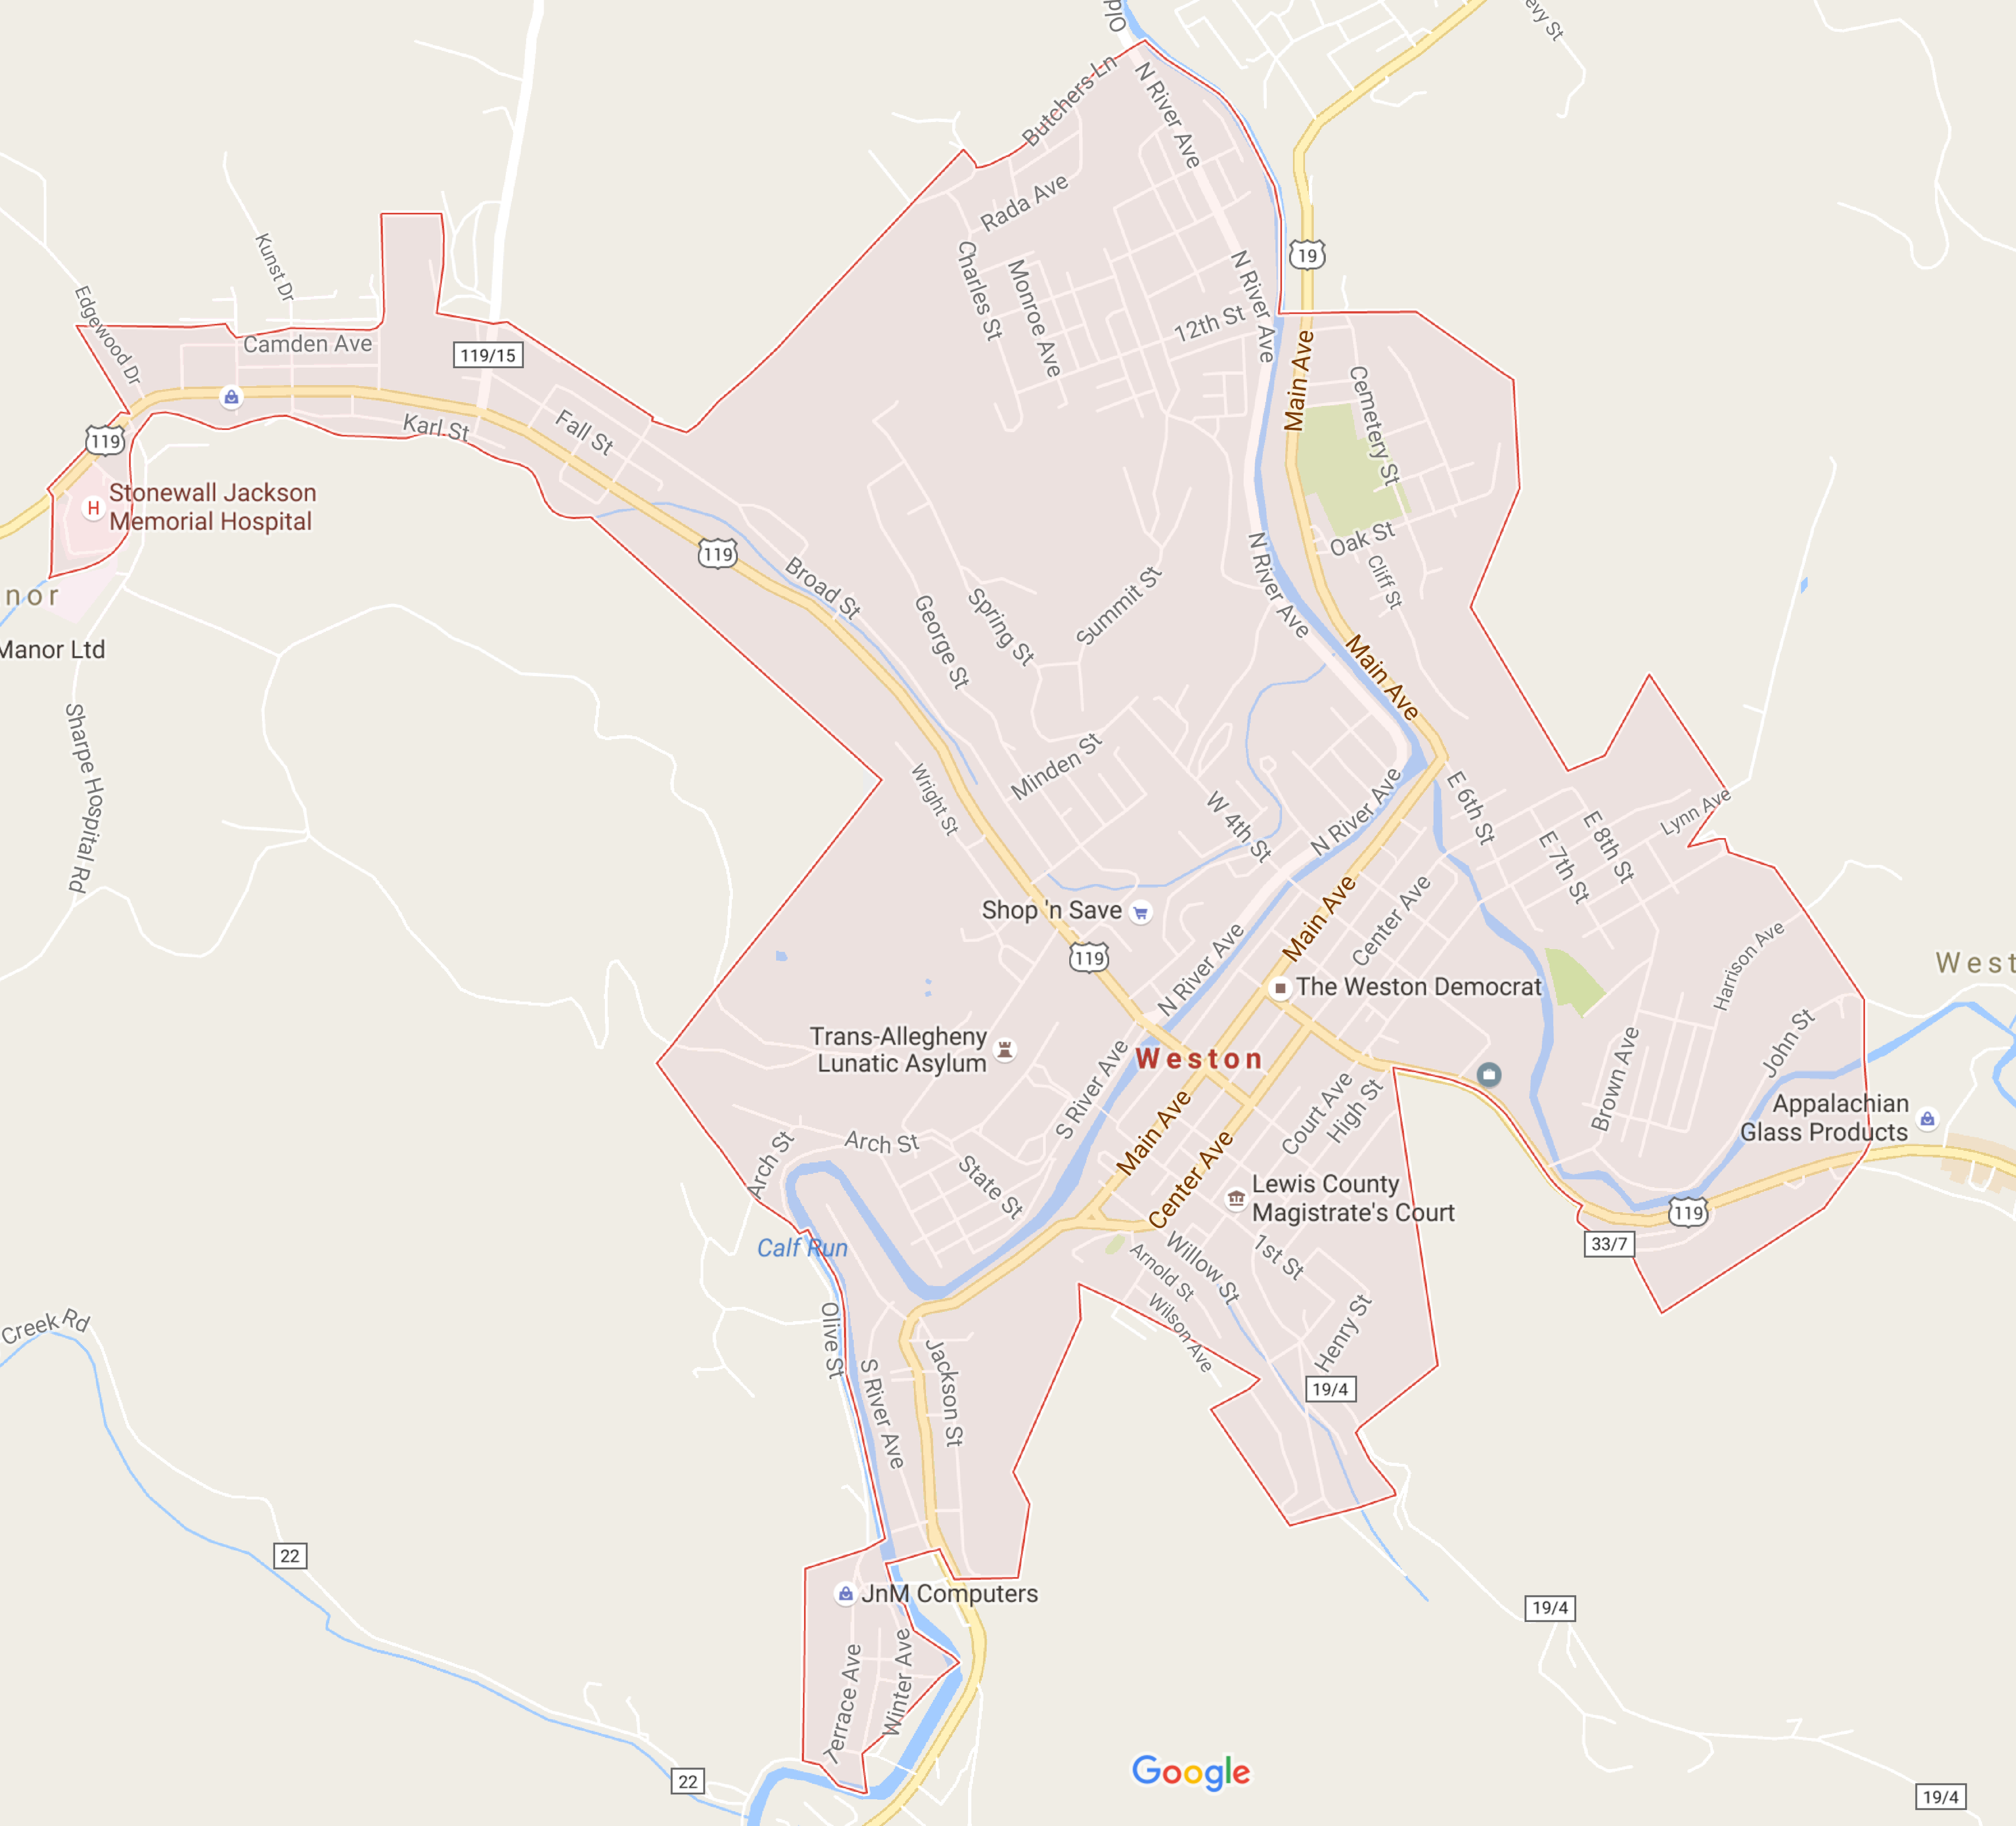 Old
evy St
N River Ave
Butchers Ln
Rada Ave
Kunst Dr
Charles St
Monroe Ave
N River Ave
19
Edgewood Dr
12th St
Camden Ave
119/15
Main Ave
Cemetery St
119
Karl St
Fall St
Stonewall Jackson
Memorial Hospital
119
Oak St
N River Ave
Cliff St
Broad St
nor
George St
Spring St
Summit St
Manor Ltd
Main Ave
Sharpe Hospital Rd
Minden St
Wright St
W 4th St
N River Ave
E 6th St
E 7th St
E 8th St
Lynn Ave
Shop 'n Save
Main Ave
Center Ave
119
N River Ave
Harrison Ave
West
The Weston Democrat
Trans-Allegheny
Lunatic Asylum
Weston
S River Ave
John St
Brown Ave
Court Ave
High St
Appalachian
Glass Products
Arch St
Arch St
State St
Main Ave
Center Ave
Lewis County
Magistrate's Court
119
33/7
Calf Run
Willow St
1st St
Arnold St
Wilson Ave
Creek Rd
Olive St
Henry St
S River Ave
Jackson St
19/4
22
JnM Computers
19/4
Terrace Ave
Winter Ave
22
Google
19/4